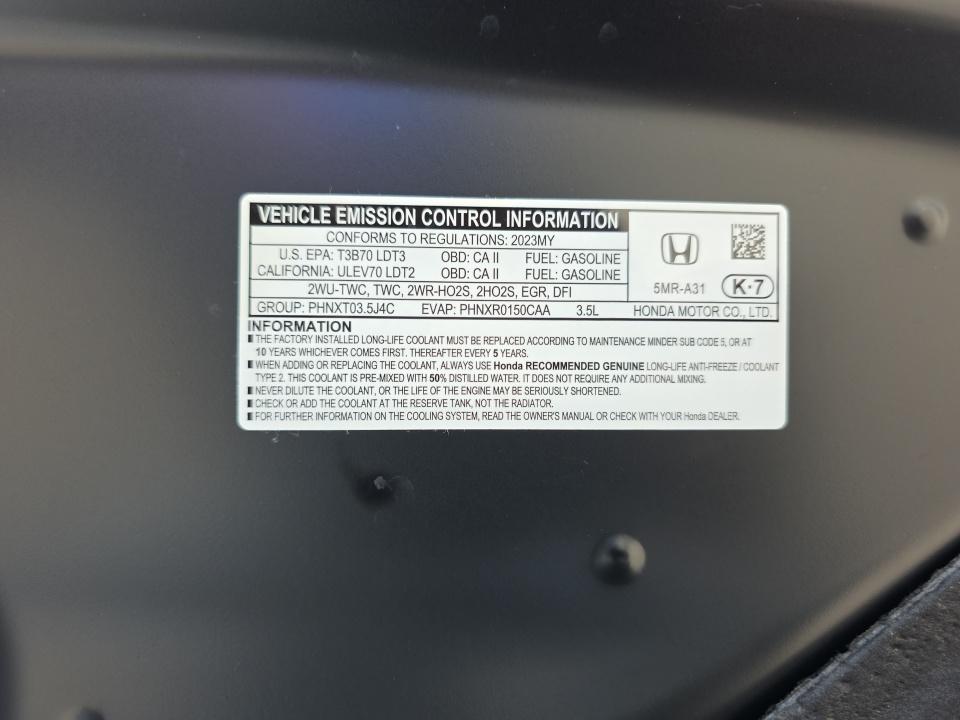 VEHICLE EMISSION CONTROL INFORMATION
CONFORMS TO REGULATIONS: 2023MY
U.S. EPA: T3B70 LDT3 OBD: CA II FUEL: GASOLINE
CALIFORNIA: ULEV70 LDT2 OBD: CA II FUEL: GASOLINE
2WU-TWC, TWC, 2WR-HO2S, 2HO2S, EGR, DFI
5MR-A31 K·7
GROUP: PHNXT03.5J4C EVAP: PHNXR0150CAA 3.5L HONDA MOTOR CO., LTD.
INFORMATION
THE FACTORY INSTALLED LONG-LIFE COOLANT MUST BE REPLACED ACCORDING TO MAINTENANCE MINDER SUB CODE 5, OR AT
10 YEARS WHICHEVER COMES FIRST. THEREAFTER EVERY 5 YEARS.
WHEN ADDING OR REPLACING THE COOLANT, ALWAYS USE Honda RECOMMENDED GENUINE LONG-LIFE ANTI-FREEZE / COOLANT
TYPE 2. THIS COOLANT IS PRE-MIXED WITH 50% DISTILLED WATER. IT DOES NOT REQUIRE ANY ADDITIONAL MIXING.
NEVER DILUTE THE COOLANT, OR THE LIFE OF THE ENGINE MAY BE SERIOUSLY SHORTENED.
CHECK OR ADD THE COOLANT AT THE RESERVE TANK, NOT THE RADIATOR.
FOR FURTHER INFORMATION ON THE COOLING SYSTEM, READ THE OWNER'S MANUAL OR CHECK WITH YOUR Honda DEALER.